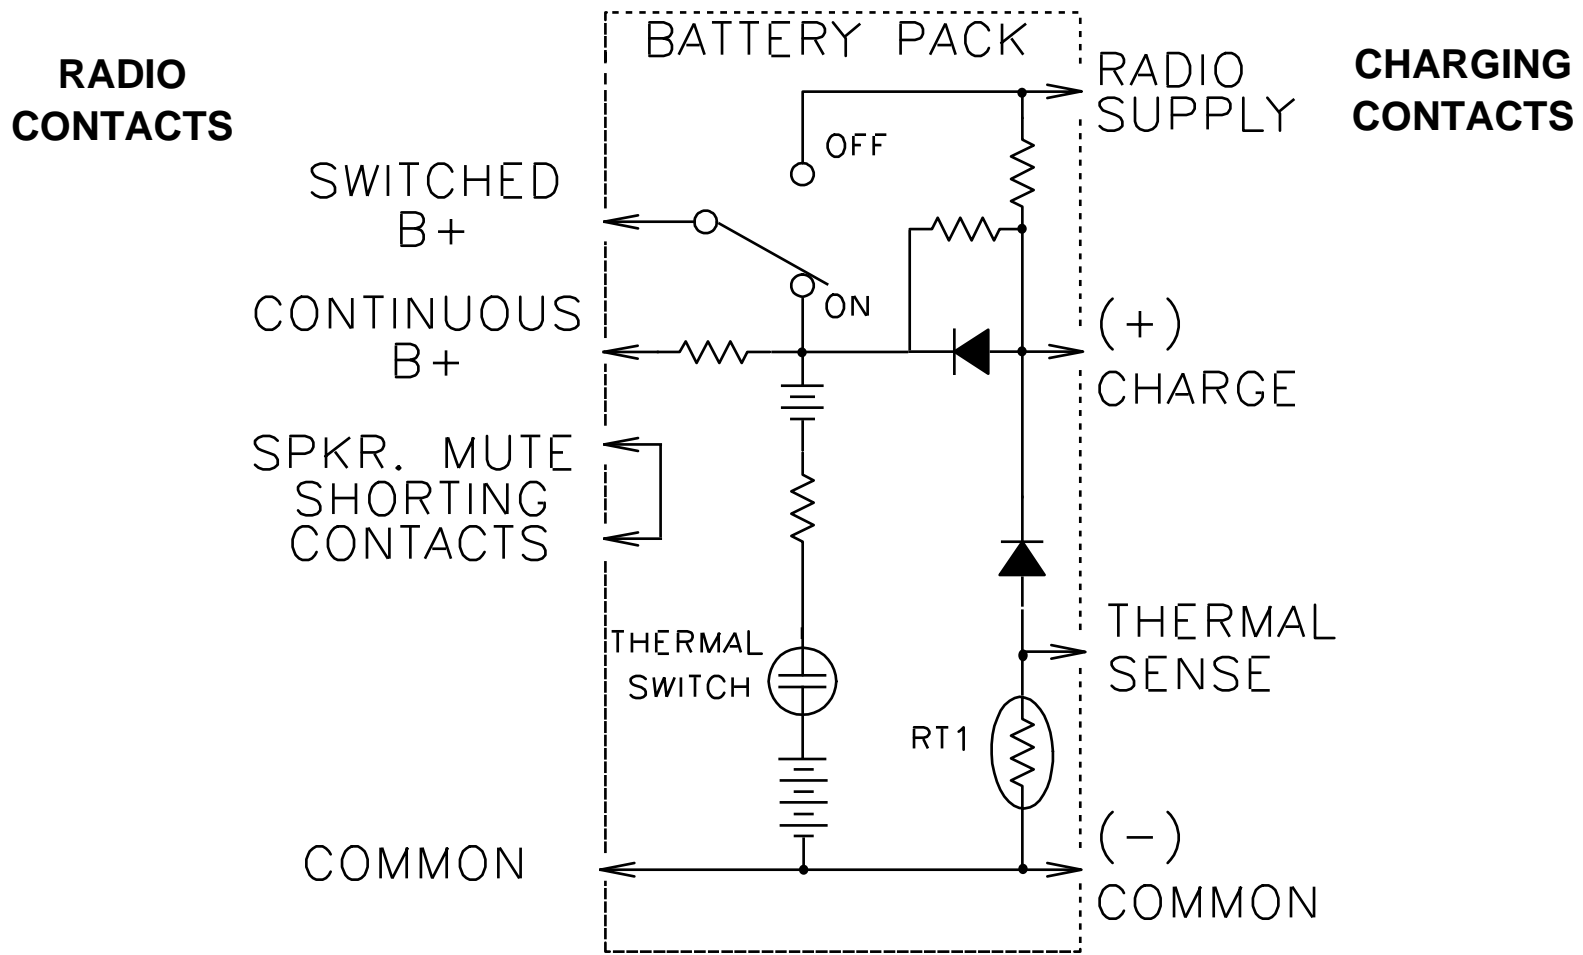 BATTERY PACK
RADIO
CONTACTS
CHARGING
CONTACTS
RADIO
SUPPLY
OFF
SWITCHED
B+
ON
CONTINUOUS
B+
(+)
CHARGE
SPKR. MUTE
SHORTING
CONTACTS
THERMAL
SWITCH
THERMAL
SENSE
RT1
COMMON
(-)
COMMON